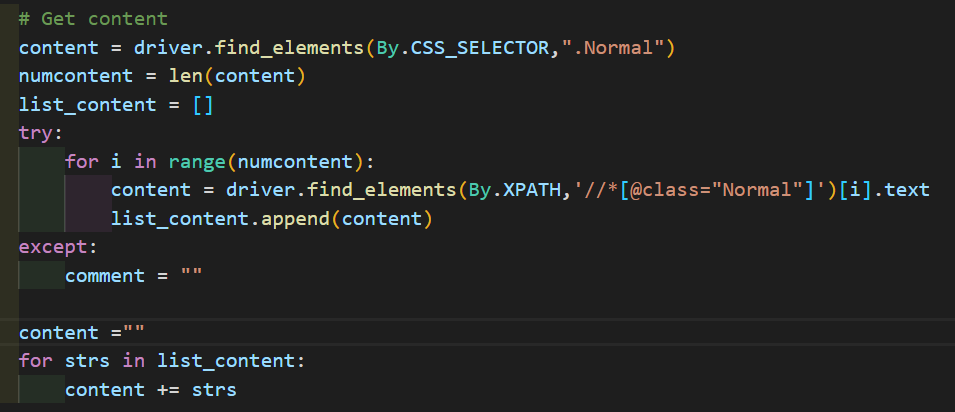 # Get content
content = driver.find_elements(By.CSS_SELECTOR,".Normal")
numcontent = len(content)
list_content = []
try:
    for i in range(numcontent):
        content = driver.find_elements(By.XPATH,'//*[@class="Normal"]')[i].text
        list_content.append(content)
except:
    comment = ""

content =""
for strs in list_content:
    content += strs